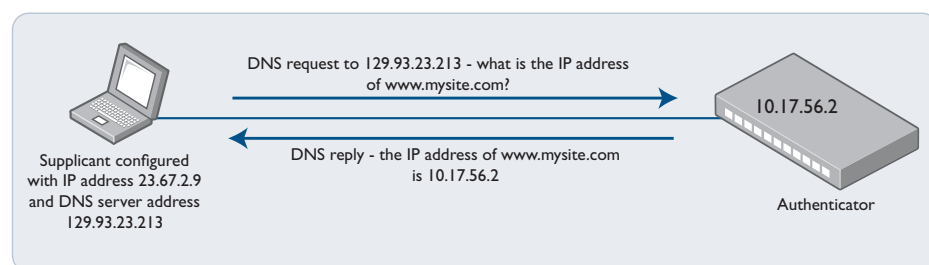 DNS request to 129.93.23.213 - what is the IP address
of www.mysite.com?
10.17.56.2
DNS reply - the IP address of www.mysite.com
is 10.17.56.2
Supplicant configured
with IP address 23.67.2.9
and DNS server address
129.93.23.213
Authenticator